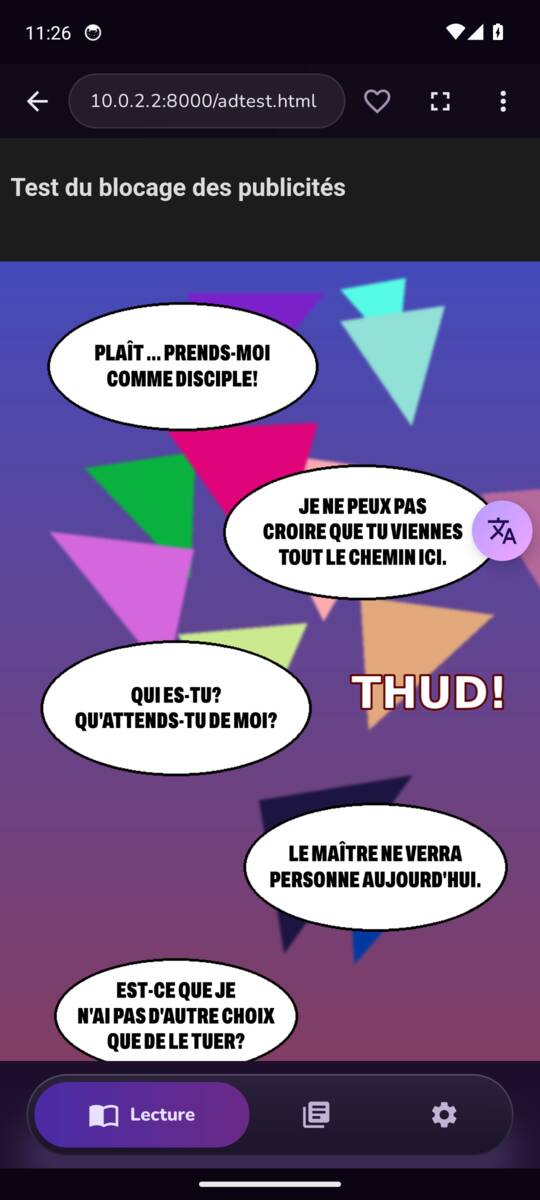 11:26
10.0.2.2:8000/adtest.html
Test du blocage des publicités
PLAÎT ... PRENDS-MOI
COMME DISCIPLE!
JE NE PEUX PAS
CROIRE QUE TU VIENNES
TOUT LE CHEMIN ICI.
QUI ES-TU?
QU'ATTENDS-TU DE MOI?
THUD!
LE MAÎTRE NE VERRA
PERSONNE AUJOURD'HUI.
EST-CE QUE JE
N'AI PAS D'AUTRE CHOIX
QUE DE LE TUER?
Lecture